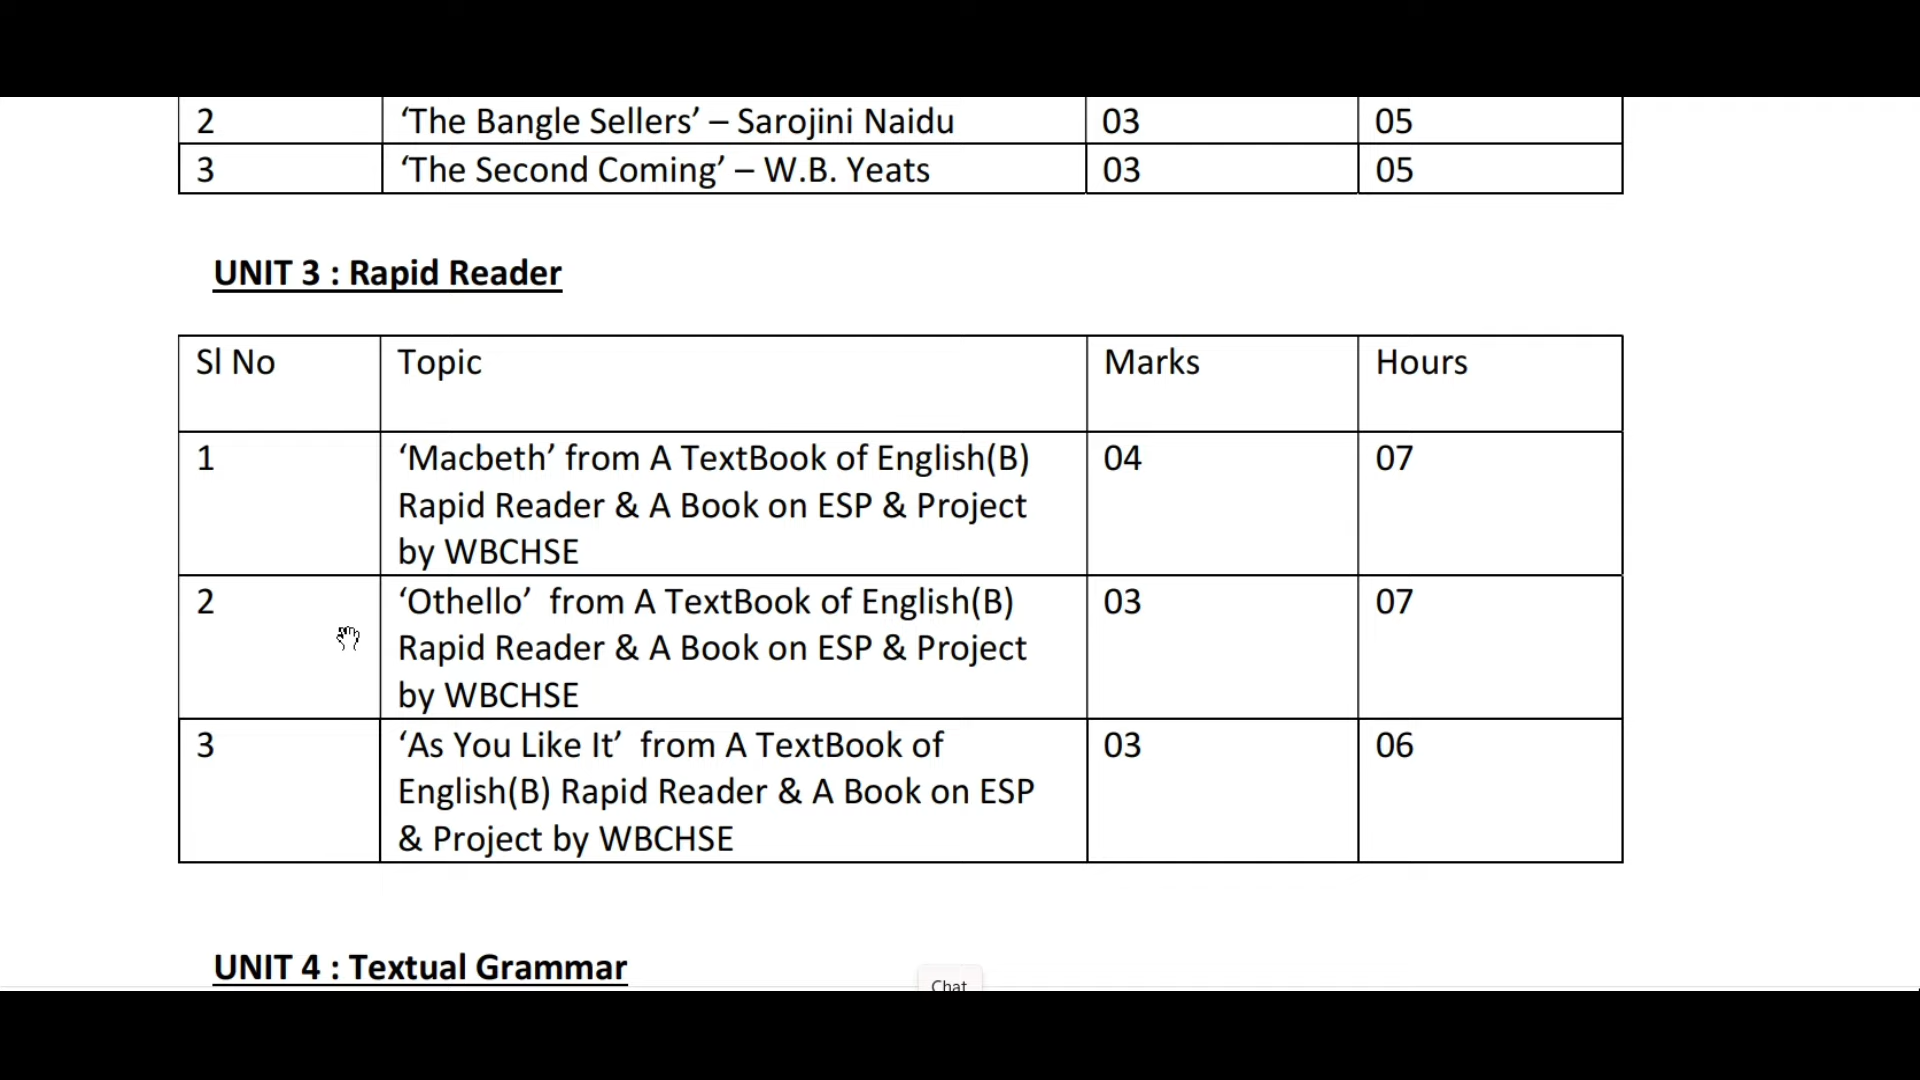 2 ‘The Bangle Sellers’ – Sarojini Naidu 03 05
3 ‘The Second Coming’ – W.B. Yeats 03 05
UNIT 3 : Rapid Reader
Sl No Topic Marks Hours
1 ‘Macbeth’ from A TextBook of English(B) 04 07
Rapid Reader & A Book on ESP & Project
by WBCHSE
2 ‘Othello’  from A TextBook of English(B) 03 07
Rapid Reader & A Book on ESP & Project
by WBCHSE
3 ‘As You Like It’  from A TextBook of 03 06
English(B) Rapid Reader & A Book on ESP
& Project by WBCHSE
UNIT 4 : Textual Grammar
Chat